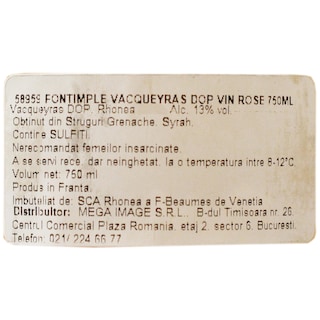 58959 FONTIMPLE VACQUEYRAS DOP VIN ROSE 750ML
Vacqueyras DOP. Rhonea Alc. 13% vol.
Obtinut din Struguri Grenache, Syrah.
Contine SULFITI.
Nerecomandat femeilor insarcinate.
A se servi rece, dar neinghetat, la o temperatura intre 8-12°C.
Volum net: 750 ml
Produs in Franta.
Imbuteliat de: SCA Rhonea a F-Beaumes de Venetia
Distribuitor: MEGA IMAGE S.R.L., B-dul Timisoara nr. 26,
Centrul Comercial Plaza Romania, etaj 2, sector 6, Bucuresti.
Telefon: 021/ 224 66 77